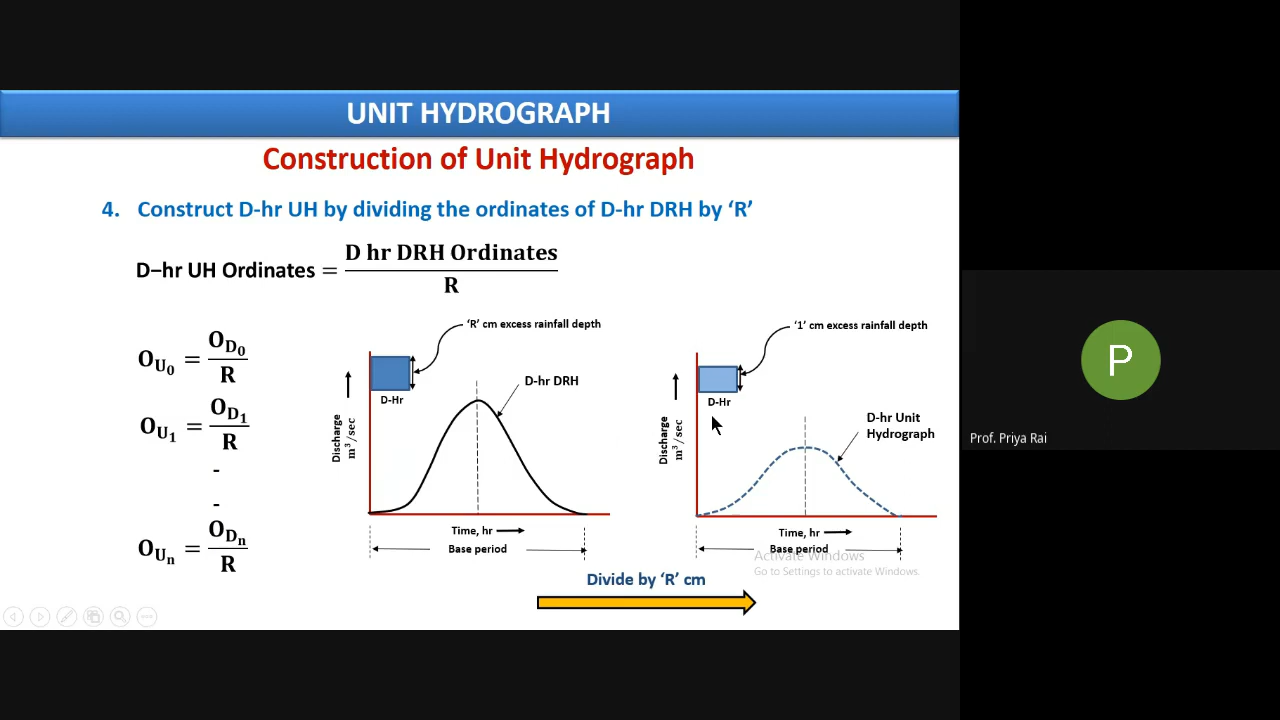 UNIT HYDROGRAPH
Construction of Unit Hydrograph
4. Construct D-hr UH by dividing the ordinates of D-hr DRH by ‘R’
D–hr UH Ordinates = D hr DRH Ordinates / R
O_U₀ = O_D₀ / R
O_U₁ = O_D₁ / R
-
-
O_Uₙ = O_Dₙ / R
‘R’ cm excess rainfall depth
D-Hr
D-hr DRH
Discharge
m³/sec
Time, hr
Base period
‘1’ cm excess rainfall depth
D-Hr
D-hr Unit
Hydrograph
Discharge
m³/sec
Time, hr
Base period
Activate Windows
Go to Settings to activate Windows.
Divide by ‘R’ cm
P
Prof. Priya Rai